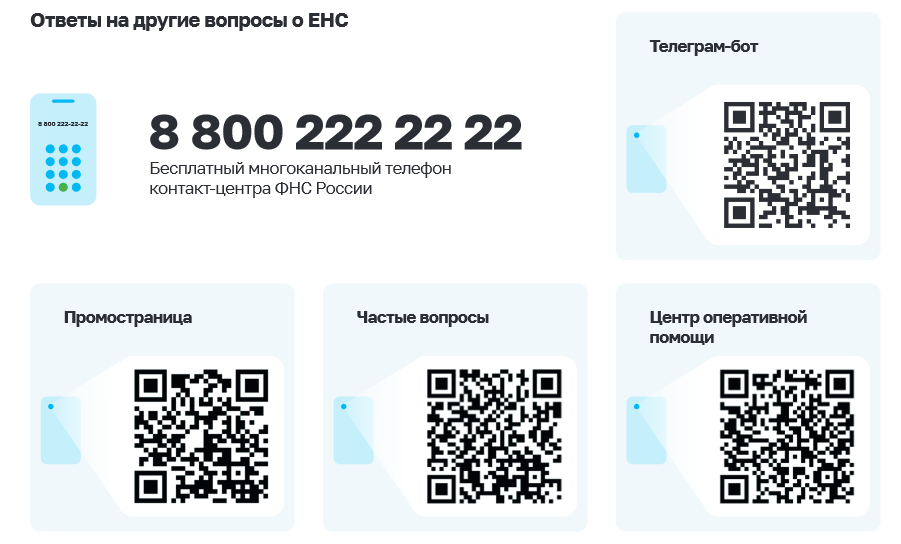 Ответы на другие вопросы о ЕНС
Телеграм-бот
8 800 222-22-22
8 800 222 22 22
Бесплатный многоканальный телефон
контакт-центра ФНС России
Промостраница
Частые вопросы
Центр оперативной
помощи